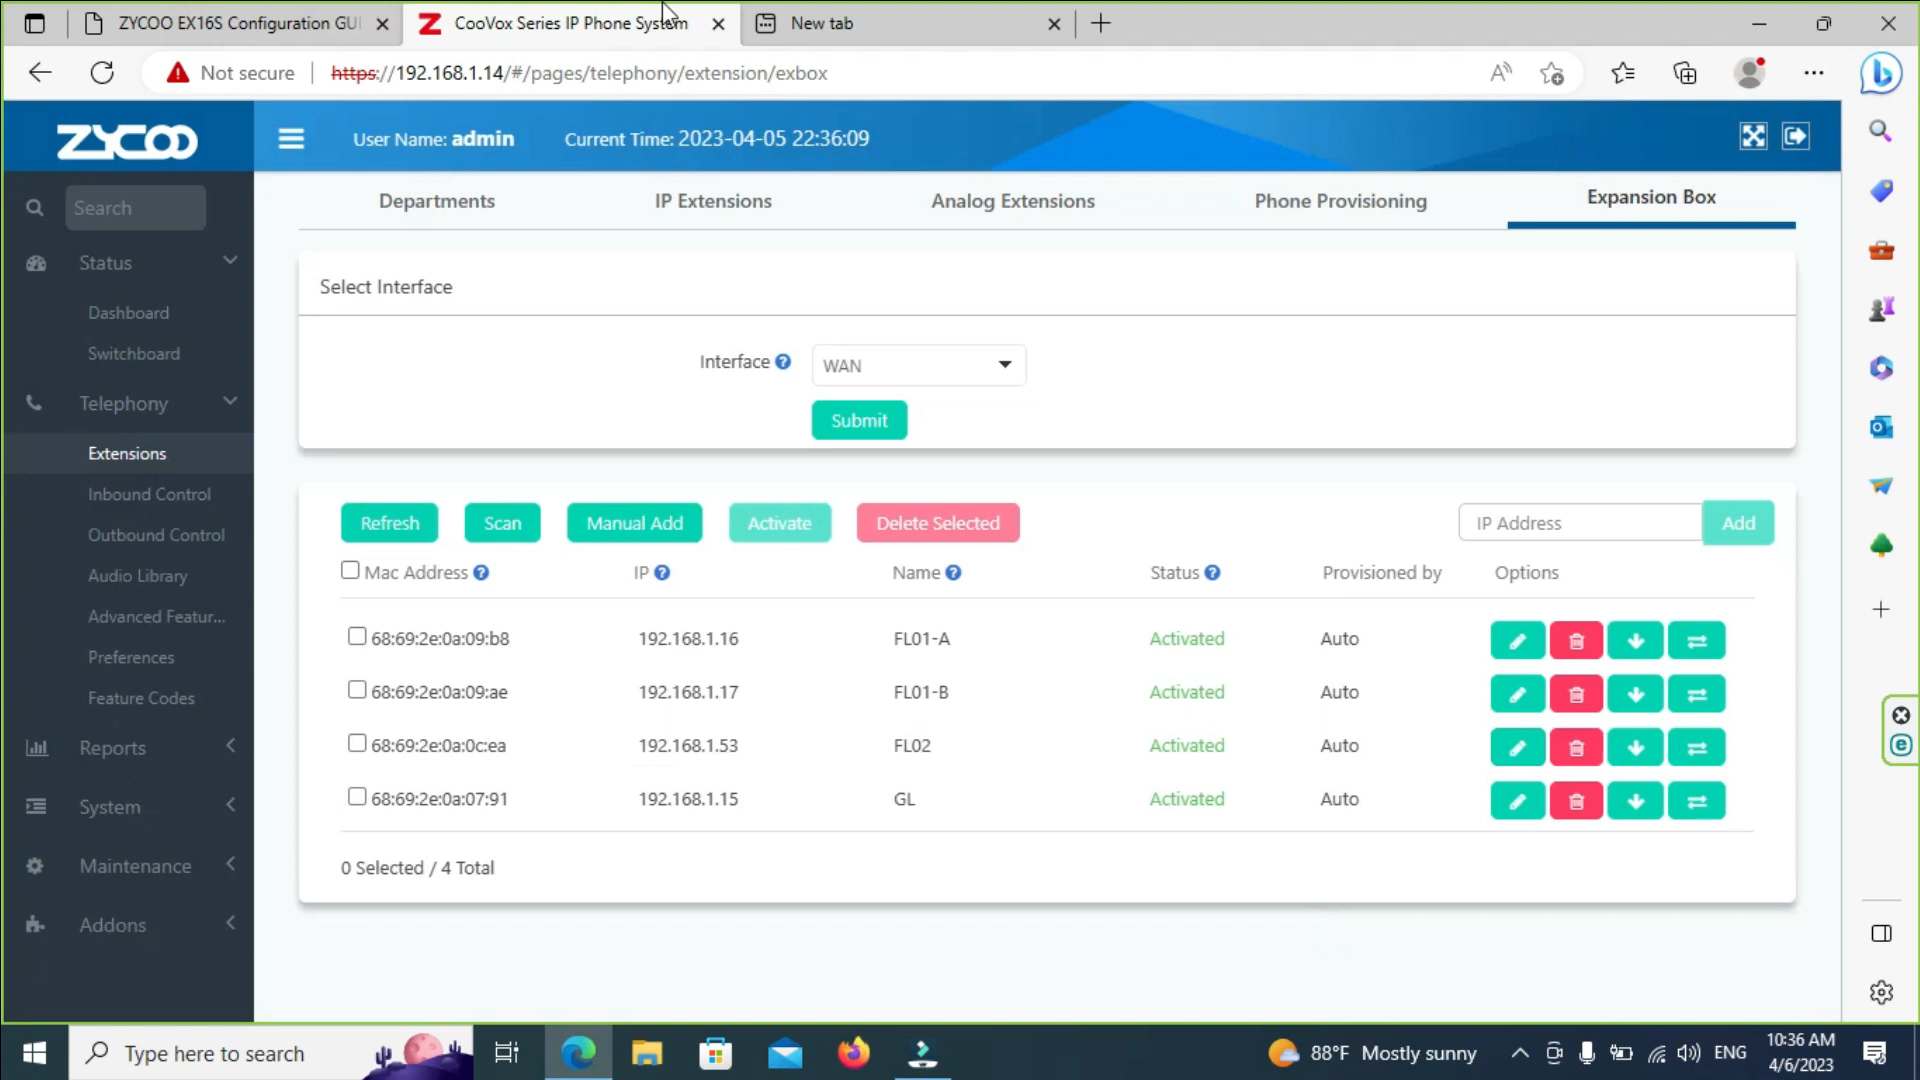 ZYCOO EX16S Configuration GUI
CooVox Series IP Phone System
New tab
Not secure
https://192.168.1.14/#/pages/telephony/extension/exbox
ZYCOO
User Name: admin
Current Time: 2023-04-05 22:36:09
Search
Status
Dashboard
Switchboard
Telephony
Extensions
Inbound Control
Outbound Control
Audio Library
Advanced Featur...
Preferences
Feature Codes
Reports
System
Maintenance
Addons
Departments
IP Extensions
Analog Extensions
Phone Provisioning
Expansion Box
Select Interface
Interface
WAN
Submit
Refresh
Scan
Manual Add
Activate
Delete Selected
IP Address
Add
Mac Address IP Name Status Provisioned by Options
68:69:2e:0a:09:b8 192.168.1.16 FL01-A Activated Auto
68:69:2e:0a:09:ae 192.168.1.17 FL01-B Activated Auto
68:69:2e:0a:0c:ea 192.168.1.53 FL02 Activated Auto
68:69:2e:0a:07:91 192.168.1.15 GL Activated Auto
0 Selected / 4 Total
Type here to search
88°F Mostly sunny
ENG
10:36 AM
4/6/2023